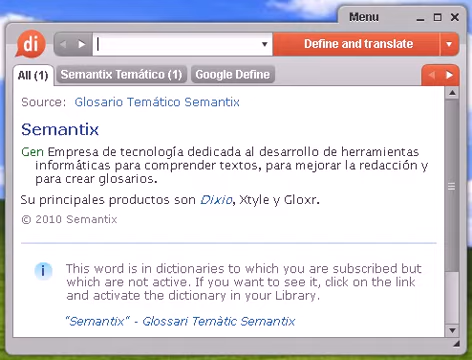 Menu
di
Define and translate
All (1)
Semantix Temático (1)
Google Define
Source: Glosario Temático Semantix
Semantix
Gen Empresa de tecnología dedicada al desarrollo de herramientas
informáticas para comprender textos, para mejorar la redacción y
para crear glosarios.
Su principales productos son Dixio, Xtyle y Gloxr.
© 2010 Semantix
i
This word is in dictionaries to which you are subscribed but
which are not active. If you want to see it, click on the link
and activate the dictionary in your Library.
"Semantix" - Glossari Temàtic Semantix